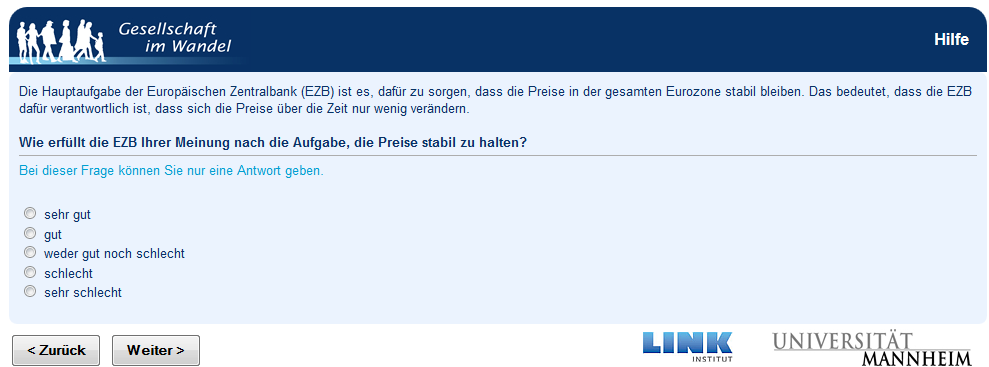 Gesellschaft
im Wandel
Hilfe
Die Hauptaufgabe der Europäischen Zentralbank (EZB) ist es, dafür zu sorgen, dass die Preise in der gesamten Eurozone stabil bleiben. Das bedeutet, dass die EZB
dafür verantwortlich ist, dass sich die Preise über die Zeit nur wenig verändern.
Wie erfüllt die EZB Ihrer Meinung nach die Aufgabe, die Preise stabil zu halten?
Bei dieser Frage können Sie nur eine Antwort geben.
sehr gut
gut
weder gut noch schlecht
schlecht
sehr schlecht
< Zurück
Weiter >
LINK
INSTITUT
UNIVERSITÄT
MANNHEIM